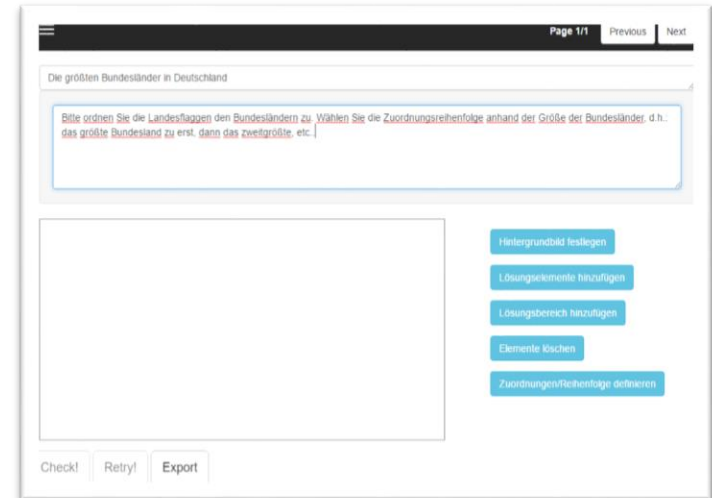 Page 1/1 Previous Next
Die größten Bundesländer in Deutschland
Bitte ordnen Sie die Landesflaggen den Bundesländern zu. Wählen Sie die Zuordnungsreihenfolge anhand der Größe der Bundesländer, d.h.:
das größte Bundesland zu erst, dann das zweitgrößte, etc..
Hintergrundbild festlegen
Lösungselemente hinzufügen
Lösungsbereich hinzufügen
Elemente löschen
Zuordnungen/Reihenfolge definieren
Check! Retry! Export